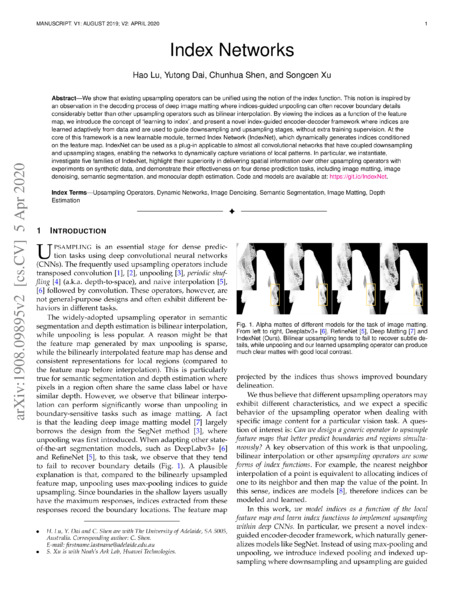 MANUSCRIPT V1: AUGUST 2019; V2: APRIL 2020
1
Index Networks
Hao Lu, Yutong Dai, Chunhua Shen, and Songcen Xu
Abstract—We show that existing upsampling operators can be unified using the notion of the index function. This notion is inspired by
an observation in the decoding process of deep image matting where indices-guided unpooling can often recover boundary details
considerably better than other upsampling operators such as bilinear interpolation. By viewing the indices as a function of the feature
map, we introduce the concept of 'learning to index', and present a novel index-guided encoder-decoder framework where indices are
learned adaptively from data and are used to guide downsampling and upsampling stages, without extra training supervision. At the
core of this framework is a new learnable module, termed Index Network (IndexNet), which dynamically generates indices conditioned
on the feature map. IndexNet can be used as a plug-in applicable to almost all convolutional networks that have coupled downsampling
and upsampling stages, enabling the networks to dynamically capture variations of local patterns. In particular, we instantiate,
investigate five families of IndexNet, highlight their superiority in delivering spatial information over other upsampling operators with
experiments on synthetic data, and demonstrate their effectiveness on four dense prediction tasks, including image matting, image
denoising, semantic segmentation, and monocular depth estimation. Code and models are available at: https://git.io/IndexNet.
Index Terms—Upsampling Operators, Dynamic Networks, Image Denoising, Semantic Segmentation, Image Matting, Depth
Estimation
1 INTRODUCTION
UPSAMPLING is an essential stage for dense predic-
tion tasks using deep convolutional neural networks
(CNNs). The frequently used upsampling operators include
transposed convolution [1], [2], unpooling [3], periodic shuf-
fling [4] (a.k.a. depth-to-space), and naive interpolation [5],
[6] followed by convolution. These operators, however, are
not general-purpose designs and often exhibit different be-
haviors in different tasks.
The widely-adopted upsampling operator in semantic
segmentation and depth estimation is bilinear interpolation,
while unpooling is less popular. A reason might be that
the feature map generated by max unpooling is sparse,
while the bilinearly interpolated feature map has dense and
consistent representations for local regions (compared to
the feature map before interpolation). This is particularly
true for semantic segmentation and depth estimation where
pixels in a region often share the same class label or have
similar depth. However, we observe that bilinear interpo-
lation can perform significantly worse than unpooling in
boundary-sensitive tasks such as image matting. A fact
is that the leading deep image matting model [7] largely
borrows the design from the SegNet method [3], where
unpooling was first introduced. When adapting other state-
of-the-art segmentation models, such as DeepLabv3+ [6]
and RefineNet [5], to this task, we observe that they tend
to fail to recover boundary details (Fig. 1). A plausible
explanation is that, compared to the bilinearly upsampled
feature map, unpooling uses max-pooling indices to guide
upsampling. Since boundaries in the shallow layers usually
have the maximum responses, indices extracted from these
responses record the boundary locations. The feature map
• H. Lu, Y. Dai and C. Shen are with The University of Adelaide, SA 5005,
Australia. Corresponding author: C. Shen.
E-mail: firstname.lastname@adelaide.edu.au
• S. Xu is with Noah's Ark Lab, Huawei Technologies.
Fig. 1. Alpha mattes of different models for the task of image matting.
From left to right, Deeplabv3+ [6], RefineNet [5], Deep Matting [7] and
IndexNet (Ours). Bilinear upsampling tends to fail to recover subtle de-
tails, while unpooling and our learned upsampling operator can produce
much clear mattes with good local contrast.
projected by the indices thus shows improved boundary
delineation.
We thus believe that different upsampling operators may
exhibit different characteristics, and we expect a specific
behavior of the upsampling operator when dealing with
specific image content for a particular vision task. A ques-
tion of interest is: Can we design a generic operator to upsample
feature maps that better predict boundaries and regions simulta-
neously? A key observation of this work is that unpooling,
bilinear interpolation or other upsampling operators are some
forms of index functions. For example, the nearest neighbor
interpolation of a point is equivalent to allocating indices of
one to its neighbor and then map the value of the point. In
this sense, indices are models [8], therefore indices can be
modeled and learned.
In this work, we model indices as a function of the local
feature map and learn index functions to implement upsampling
within deep CNNs. In particular, we present a novel index-
guided encoder-decoder framework, which naturally gener-
alizes models like SegNet. Instead of using max-pooling and
unpooling, we introduce indexed pooling and indexed up-
sampling where downsampling and upsampling are guided
arXiv:1908.09895v2 [cs.CV] 5 Apr 2020